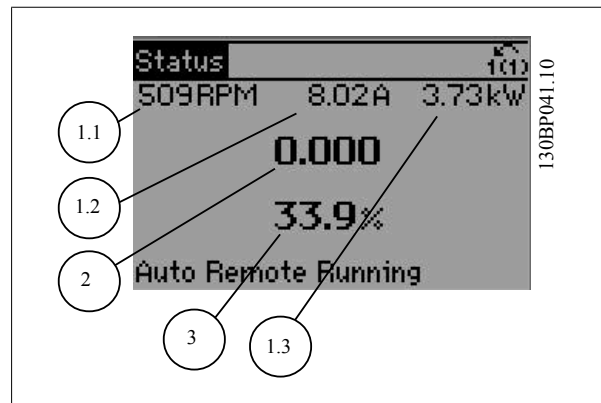 Status
1(1)
509RPM 8.02A 3.73kW
0.000
33.9%
Auto Remote Running
1.1
1.2
2
3
1.3
130BP041.10